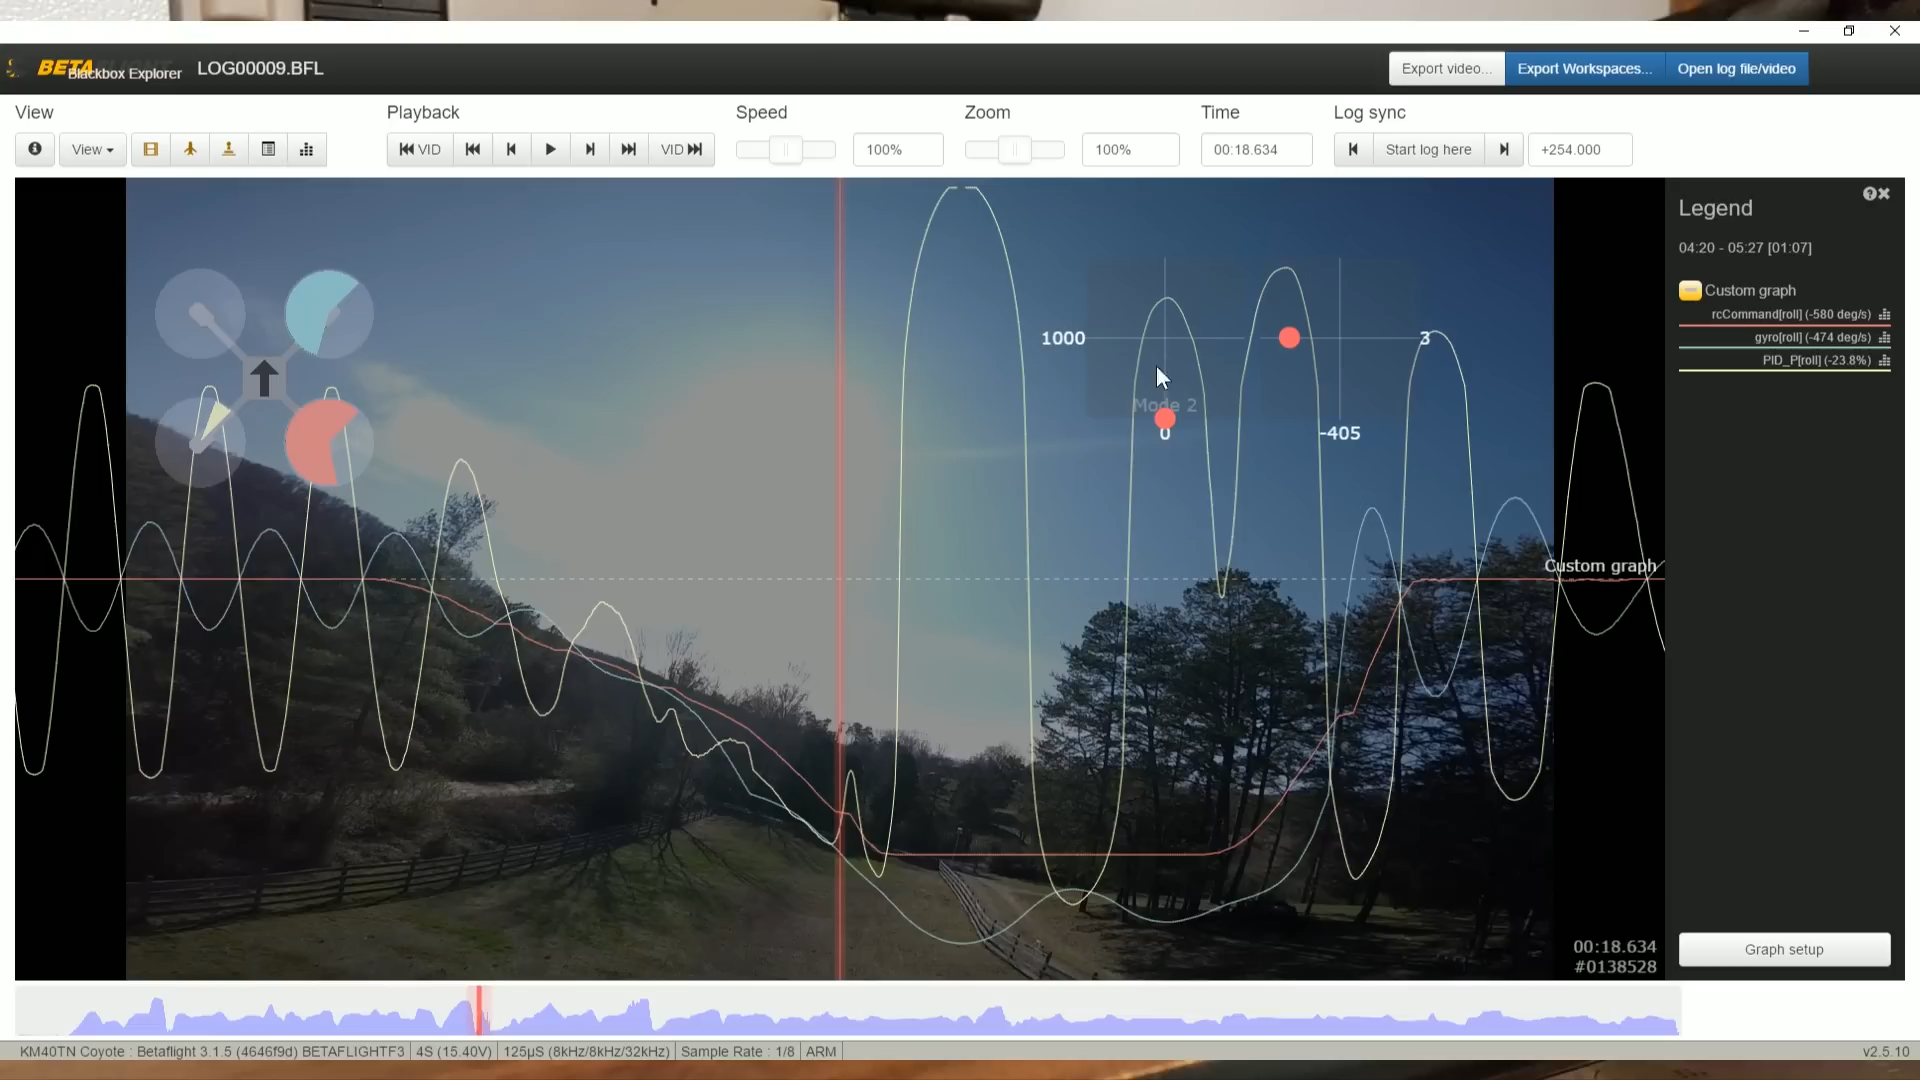 BETAFLIGHT
Blackbox Explorer
LOG00009.BFL
Export video...
Export Workspaces...
Open log file/video
View
Playback
Speed
Zoom
Time
Log sync
View
VID
VID
100%
100%
00:18.634
Start log here
+254.000
Legend
04:20 - 05:27 [01:07]
Custom graph
rcCommand[roll] (-580 deg/s)
gyro[roll] (-474 deg/s)
PID_P[roll] (-23.8%)
1000
3
Mode 2
0
-405
Custom graph
00:18.634
#0138528
Graph setup
KM40TN Coyote : Betaflight 3.1.5 (4646f9d) BETAFLIGHTF3
4S (15.40V)
125µS (8kHz/8kHz/32kHz)
Sample Rate : 1/8
ARM
v2.5.10